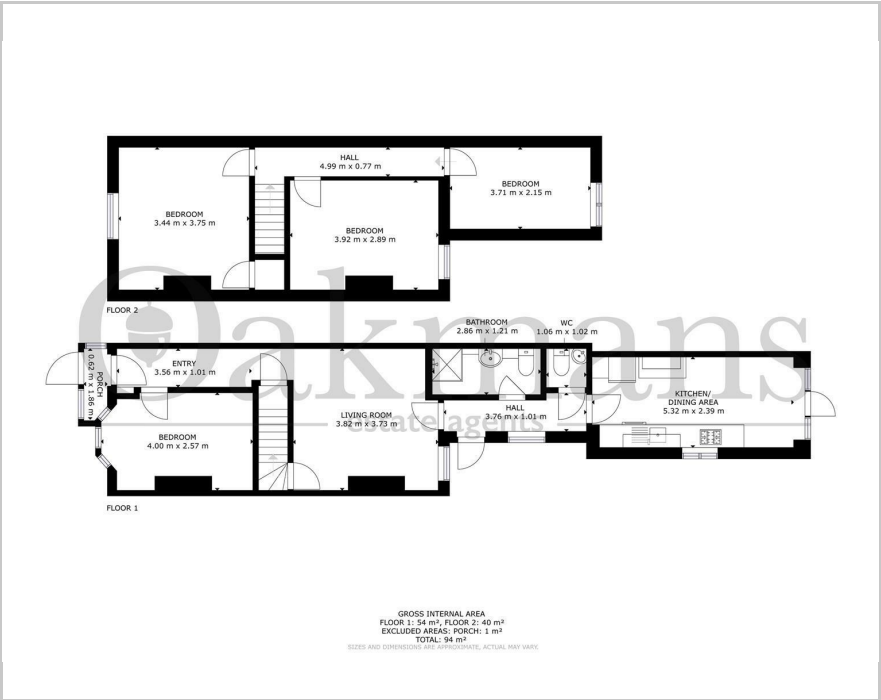 HALL
4.99 m x 0.77 m
BEDROOM
3.71 m x 2.15 m
BEDROOM
3.44 m x 3.75 m
BEDROOM
3.92 m x 2.89 m
FLOOR 2
Oakmans
estate agents
BATHROOM
2.86 m x 1.21 m
WC
1.06 m x 1.02 m
PORCH
0.62 m x 1.86 m
ENTRY
3.56 m x 1.01 m
KITCHEN/
DINING AREA
5.32 m x 2.39 m
LIVING ROOM
3.82 m x 3.73 m
HALL
3.76 m x 1.01 m
BEDROOM
4.00 m x 2.57 m
FLOOR 1
GROSS INTERNAL AREA
FLOOR 1: 54 m², FLOOR 2: 40 m²
EXCLUDED AREAS: PORCH: 1 m²
TOTAL: 94 m²
SIZES AND DIMENSIONS ARE APPROXIMATE, ACTUAL MAY VARY.